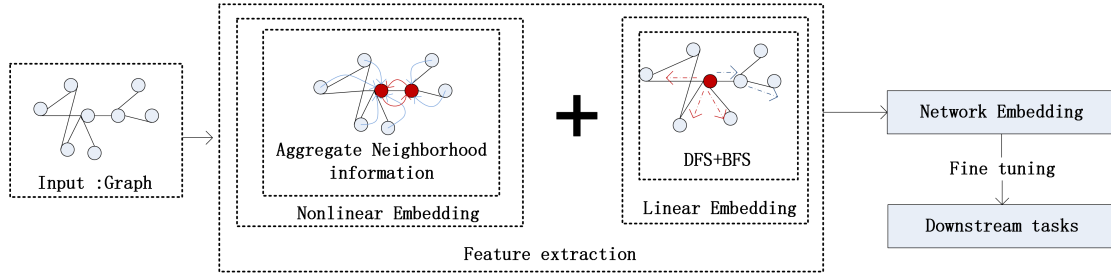 Input :Graph
Aggregate Neighborhood
information
Nonlinear Embedding
+
DFS+BFS
Linear Embedding
Feature extraction
Network Embedding
Fine tuning
Downstream tasks